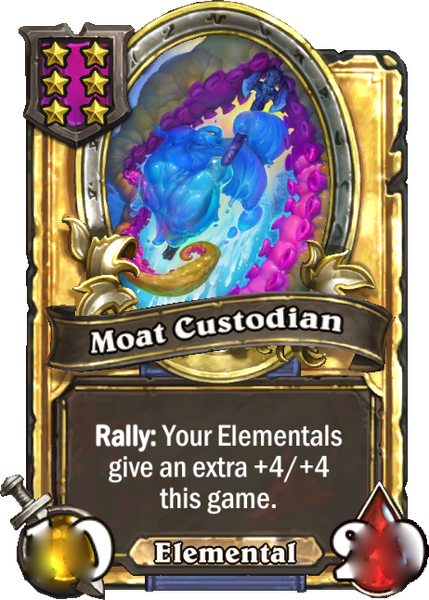 Moat Custodian
Rally: Your Elementals
give an extra +4/+4
this game.
Elemental